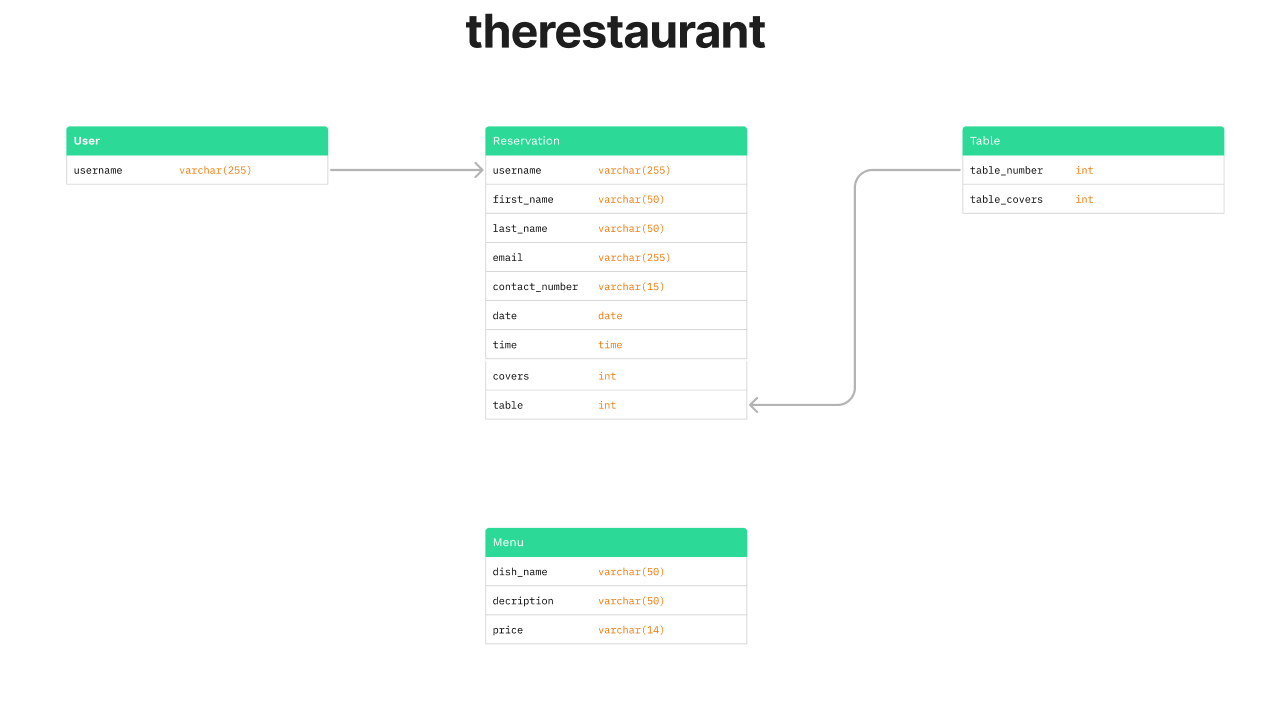 therestaurant
User
username varchar(255)
Reservation
username varchar(255)
first_name varchar(50)
last_name varchar(50)
email varchar(255)
contact_number varchar(15)
date date
time time
covers int
table int
Table
table_number int
table_covers int
Menu
dish_name varchar(50)
decription varchar(50)
price varchar(14)